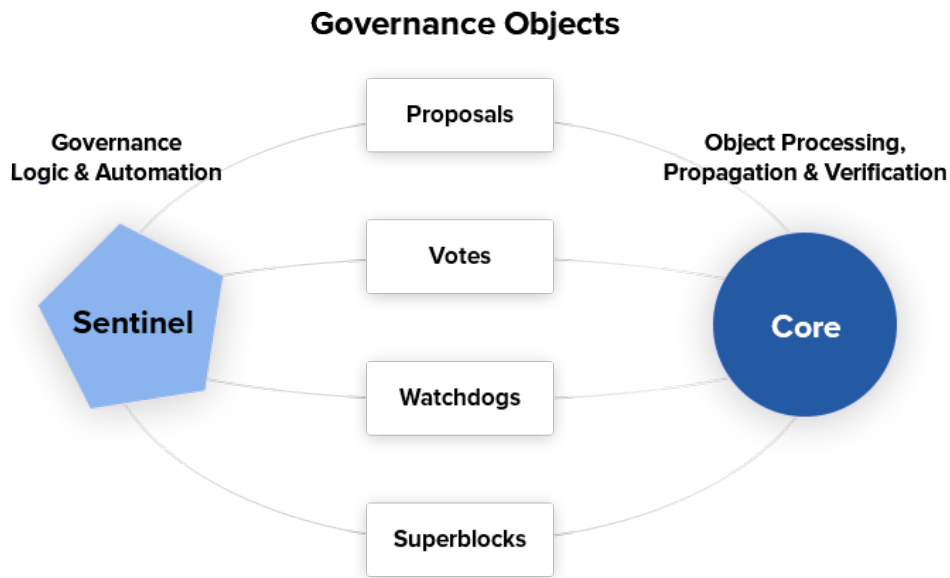 Governance Objects
Proposals
Governance
Logic & Automation
Object Processing,
Propagation & Verification
Votes
Sentinel
Core
Watchdogs
Superblocks